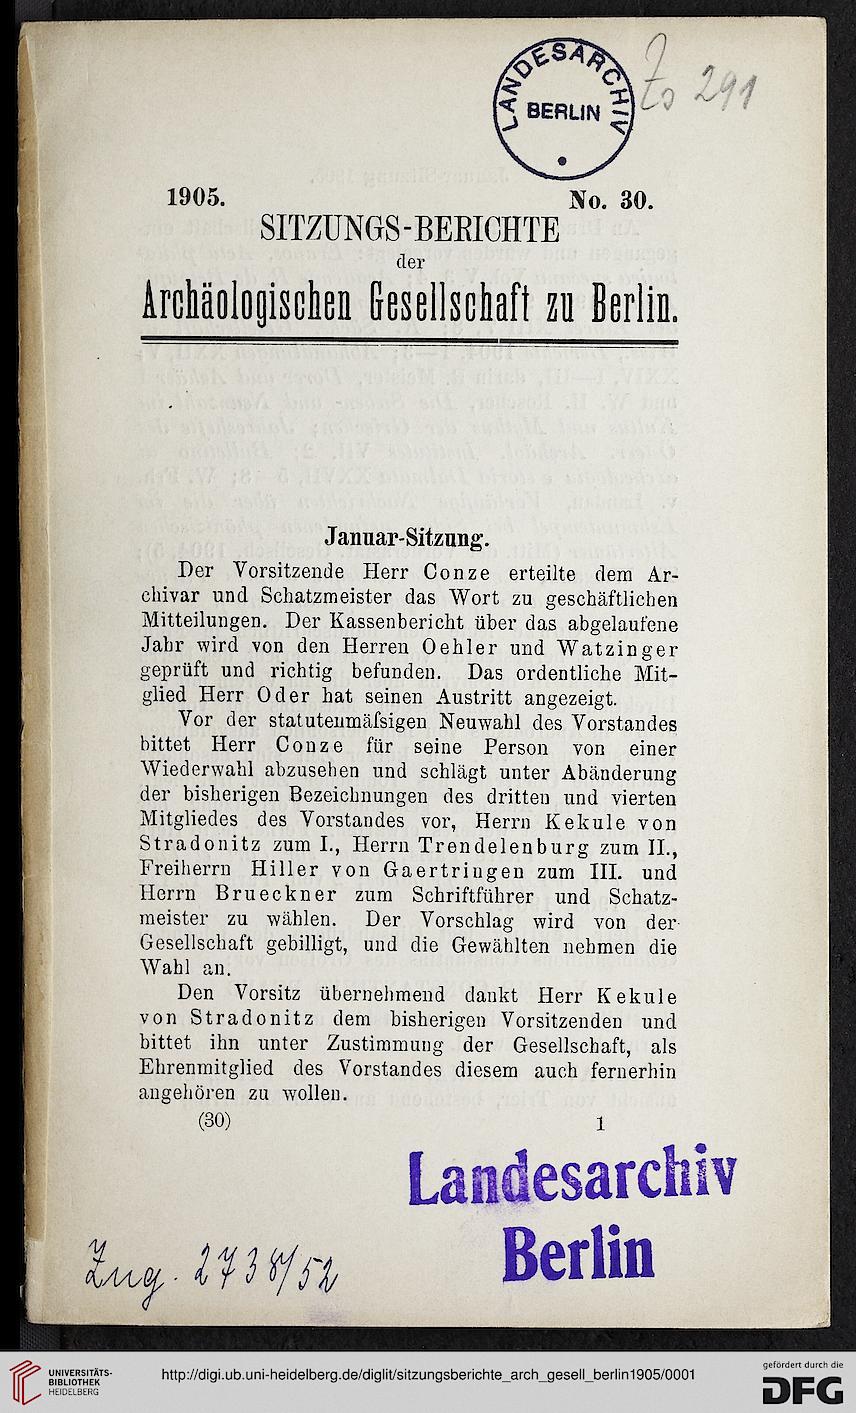 LANDESARCHIV
BERLIN
Zs 291
1905. No. 30.
SITZUNGS-BERICHTE
der
Archäologischen Gesellschaft zu Berlin.
Januar-Sitzung.
Der Vorsitzende Herr Conze erteilte dem Ar-
chivar und Schatzmeister das Wort zu geschäftlichen
Mitteilungen. Der Kassenbericht über das abgelaufene
Jahr wird von den Herren Oehler und Watzinger
geprüft und richtig befunden. Das ordentliche Mit-
glied Herr Oder hat seinen Austritt angezeigt.
Vor der statutenmäſsigen Neuwahl des Vorstandes
bittet Herr Conze für seine Person von einer
Wiederwahl abzusehen und schlägt unter Abänderung
der bisherigen Bezeichnungen des dritten und vierten
Mitgliedes des Vorstandes vor, Herrn Kekule von
Stradonitz zum I., Herrn Trendelenburg zum II.,
Freiherrn Hiller von Gaertringen zum III. und
Herrn Brueckner zum Schriftführer und Schatz-
meister zu wählen. Der Vorschlag wird von der
Gesellschaft gebilligt, und die Gewählten nehmen die
Wahl an.
Den Vorsitz übernehmend dankt Herr Kekule
von Stradonitz dem bisherigen Vorsitzenden und
bittet ihn unter Zustimmung der Gesellschaft, als
Ehrenmitglied des Vorstandes diesem auch fernerhin
angehören zu wollen.
(30) 1
Landesarchiv
Berlin
Zug. 2738/52
UNIVERSITÄTS-
BIBLIOTHEK
HEIDELBERG
http://digi.ub.uni-heidelberg.de/diglit/sitzungsberichte_arch_gesell_berlin1905/0001
gefördert durch die
DFG